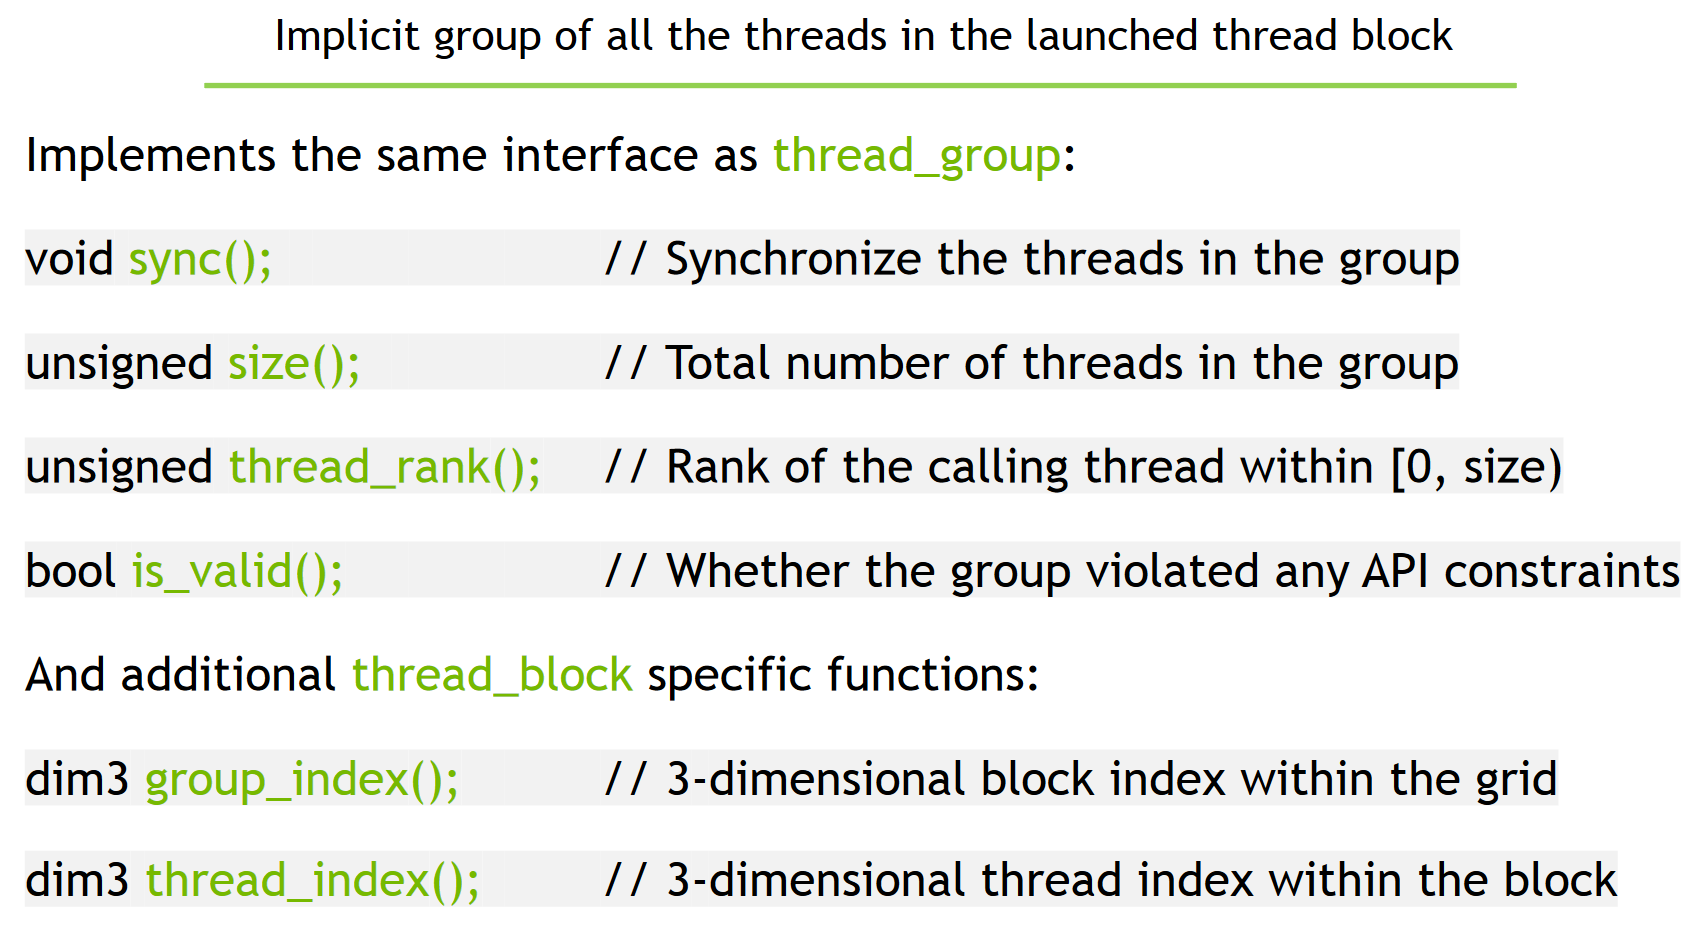 Implicit group of all the threads in the launched thread block
Implements the same interface as thread_group:
void sync(); // Synchronize the threads in the group
unsigned size(); // Total number of threads in the group
unsigned thread_rank(); // Rank of the calling thread within [0, size)
bool is_valid(); // Whether the group violated any API constraints
And additional thread_block specific functions:
dim3 group_index(); // 3-dimensional block index within the grid
dim3 thread_index(); // 3-dimensional thread index within the block